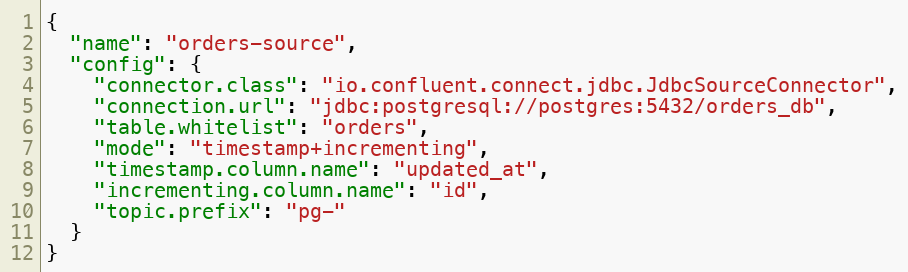 1 {
2   "name": "orders-source",
3   "config": {
4     "connector.class": "io.confluent.connect.jdbc.JdbcSourceConnector",
5     "connection.url": "jdbc:postgresql://postgres:5432/orders_db",
6     "table.whitelist": "orders",
7     "mode": "timestamp+incrementing",
8     "timestamp.column.name": "updated_at",
9     "incrementing.column.name": "id",
10     "topic.prefix": "pg-"
11   }
12 }